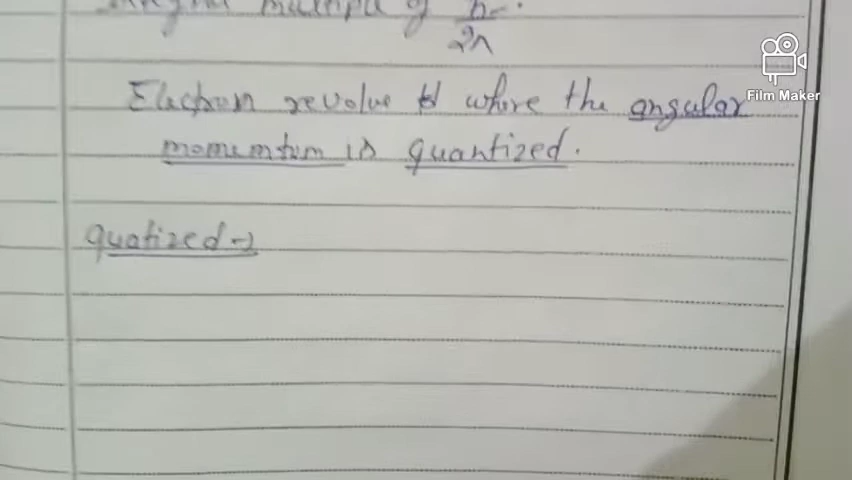 multiple of h/2π.
Electron revolve where the angular
momentum is quantized.
quatized →
Film Maker